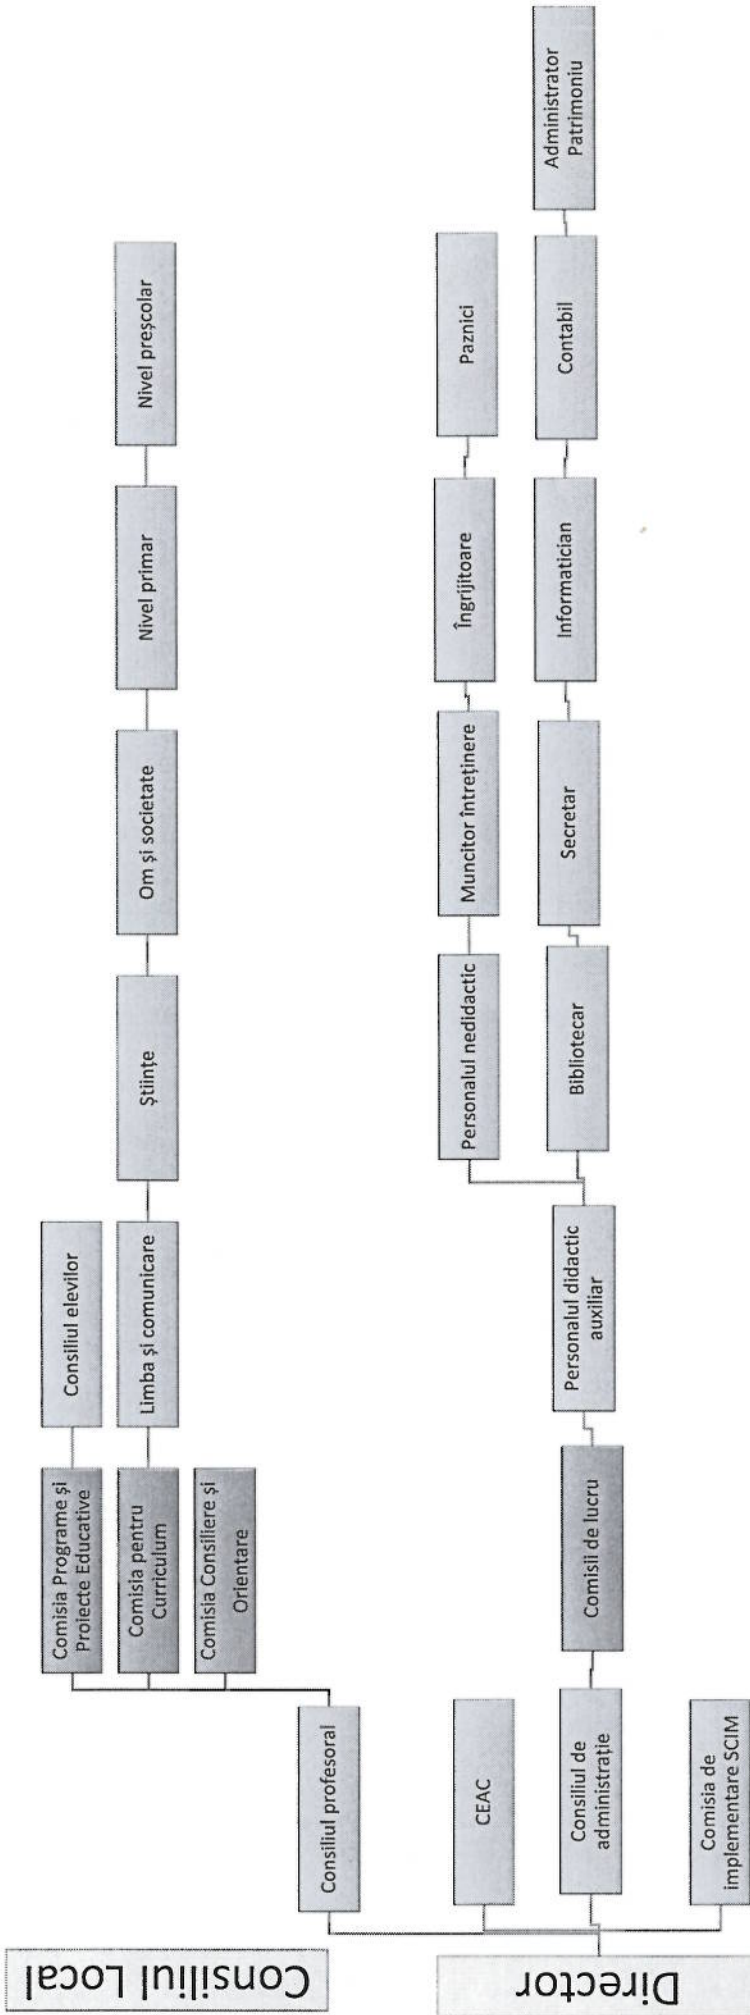 Consiliul Local
Director
Consiliul profesoral
CEAC
Consiliul de
administrație
Comisia de
implementare SCIM
Comisia Programe și
Proiecte Educative
Comisia pentru
Curriculum
Comisia Consiliere și
Orientare
Consiliul elevilor
Limba și comunicare
Științe
Om și societate
Nivel primar
Nivel preșcolar
Comisii de lucru
Personalul didactic
auxiliar
Personalul nedidactic
Muncitor întreținere
Îngrijitoare
Paznici
Bibliotecar
Secretar
Informatician
Contabil
Administrator
Patrimoniu